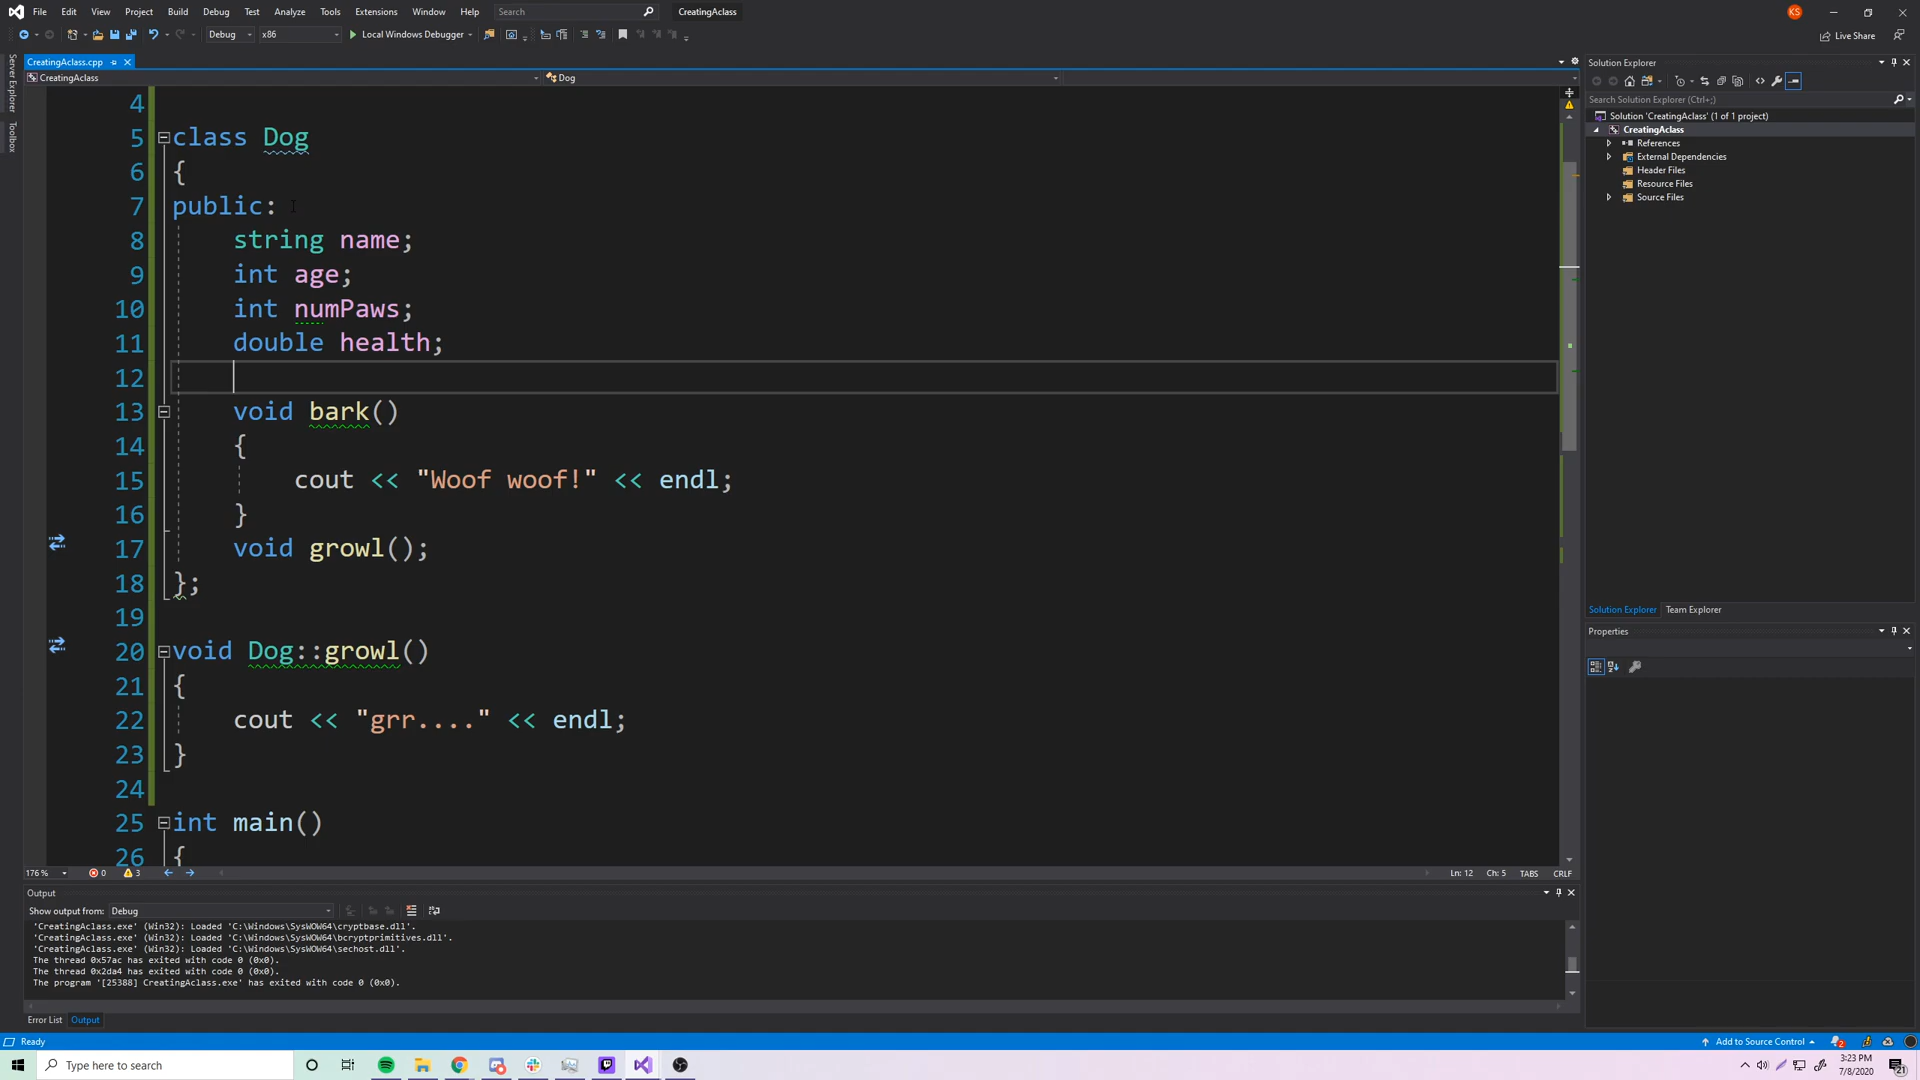 File Edit View Project Build Debug Test Analyze Tools Extensions Window Help Search CreatingAclass KS
Debug x86 Local Windows Debugger Live Share
CreatingAclass.cpp
CreatingAclass Dog
Server Explorer
Toolbox
4
5 class Dog
6 {
7 public:
8 string name;
9 int age;
10 int numPaws;
11 double health;
12
13 void bark()
14 {
15 cout << "Woof woof!" << endl;
16 }
17 void growl();
18 };
19
20 void Dog::growl()
21 {
22 cout << "grr...." << endl;
23 }
24
25 int main()
26 {
176 % 0 3 Ln: 12 Ch: 5 TABS CRLF
Output
Show output from: Debug
'CreatingAclass.exe' (Win32): Loaded 'C:\Windows\SysWOW64\cryptbase.dll'.
'CreatingAclass.exe' (Win32): Loaded 'C:\Windows\SysWOW64\bcryptprimitives.dll'.
'CreatingAclass.exe' (Win32): Loaded 'C:\Windows\SysWOW64\sechost.dll'.
The thread 0x57ac has exited with code 0 (0x0).
The thread 0x2da4 has exited with code 0 (0x0).
The program '[25388] CreatingAclass.exe' has exited with code 0 (0x0).
Error List Output
Solution Explorer
Search Solution Explorer (Ctrl+;)
Solution 'CreatingAclass' (1 of 1 project)
CreatingAclass
References
External Dependencies
Header Files
Resource Files
Source Files
Solution Explorer Team Explorer
Properties
Ready Add to Source Control 2
Type here to search
3:23 PM
7/8/2020
21